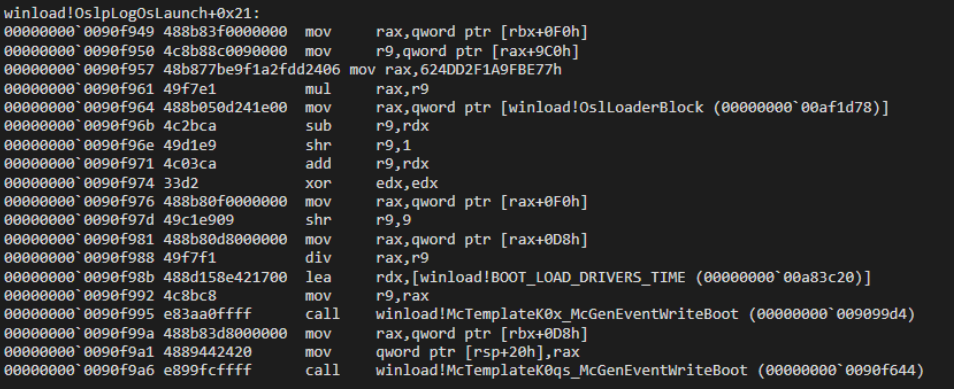 winload!OslpLogOsLaunch+0x21:
00000000`0090f949 488b83f0000000  mov     rax,qword ptr [rbx+0F0h]
00000000`0090f950 4c8b88c0090000  mov     r9,qword ptr [rax+9C0h]
00000000`0090f957 48b877be9f1a2fdd2406 mov rax,624DD2F1A9FBE77h
00000000`0090f961 49f7e1          mul     rax,r9
00000000`0090f964 488b050d241e00  mov     rax,qword ptr [winload!OslLoaderBlock (00000000`00af1d78)]
00000000`0090f96b 4c2bca          sub     r9,rdx
00000000`0090f96e 49d1e9          shr     r9,1
00000000`0090f971 4c03ca          add     r9,rdx
00000000`0090f974 33d2            xor     edx,edx
00000000`0090f976 488b80f0000000  mov     rax,qword ptr [rax+0F0h]
00000000`0090f97d 49c1e909        shr     r9,9
00000000`0090f981 488b80d8000000  mov     rax,qword ptr [rax+0D8h]
00000000`0090f988 49f7f1          div     rax,r9
00000000`0090f98b 488d158e421700  lea     rdx,[winload!BOOT_LOAD_DRIVERS_TIME (00000000`00a83c20)]
00000000`0090f992 4c8bc8          mov     r9,rax
00000000`0090f995 e83aa0ffff      call    winload!McTemplateK0x_McGenEventWriteBoot (00000000`009099d4)
00000000`0090f99a 488b83d8000000  mov     rax,qword ptr [rbx+0D8h]
00000000`0090f9a1 4889442420      mov     qword ptr [rsp+20h],rax
00000000`0090f9a6 e899fcffff      call    winload!McTemplateK0qs_McGenEventWriteBoot (00000000`0090f644)